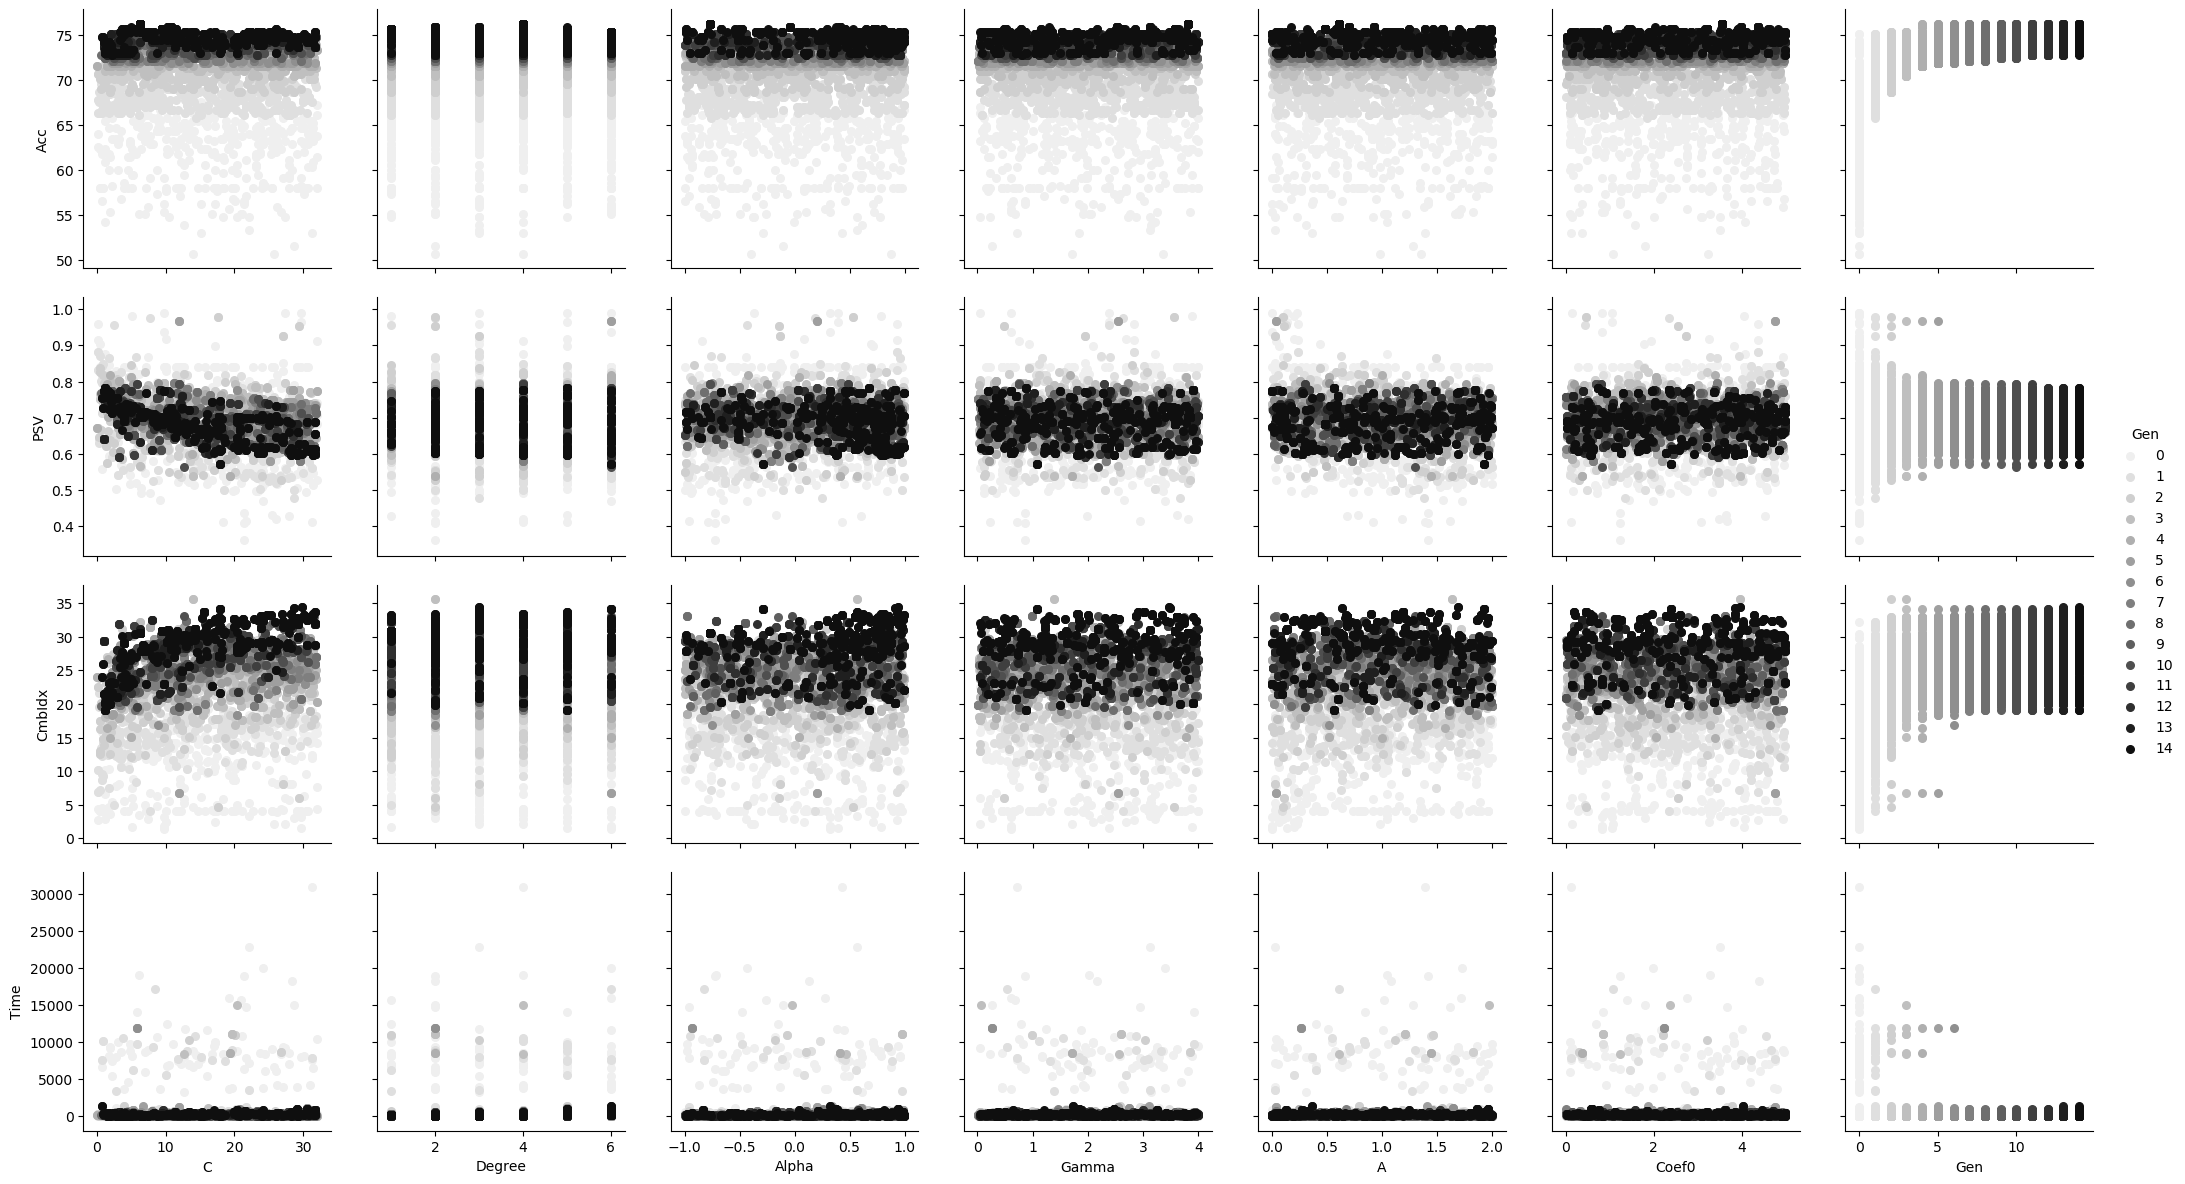 75
70
65
60
55
50
Acc
1.0
0.9
0.8
0.7
0.6
0.5
0.4
PSV
35
30
25
20
15
10
5
0
CmbIdx
30000
25000
20000
15000
10000
5000
0
Time
0 10 20 30
C
2 4 6
Degree
−1.0 −0.5 0.0 0.5 1.0
Alpha
0 1 2 3 4
Gamma
0.0 0.5 1.0 1.5 2.0
A
0 2 4
Coef0
0 5 10
Gen
Gen
0
1
2
3
4
5
6
7
8
9
10
11
12
13
14